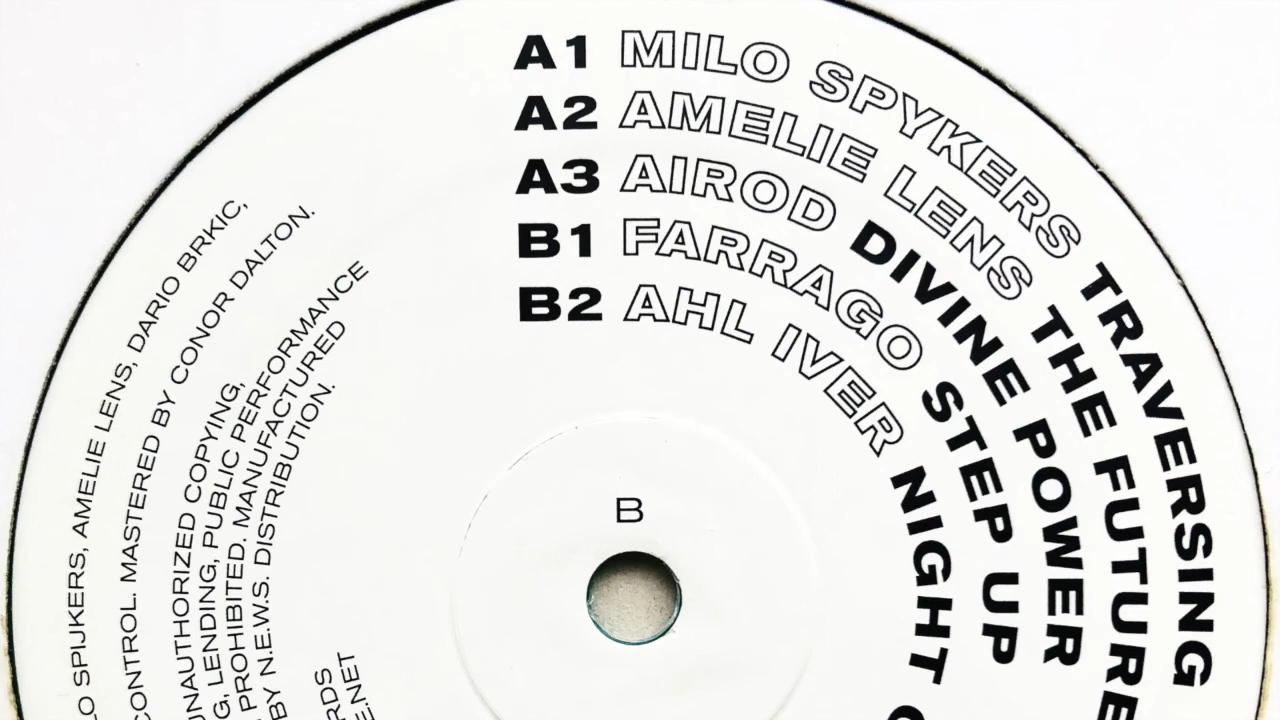 A1 MILO SPYKERS TRAVERSING
A2 AMELIE LENS THE FUTURE
A3 AIROD DIVINE POWER
B1 FARRAGO STEP UP
B2 AHL IVER NIGHT
B
SPIJKERS, AMELIE LENS, DARIO BRKIC,
CONTROL. MASTERED BY CONOR DALTON.
UNAUTHORIZED COPYING,
LENDING, PUBLIC PERFORMANCE
PROHIBITED. MANUFACTURED
BY N.E.W.S. DISTRIBUTION.